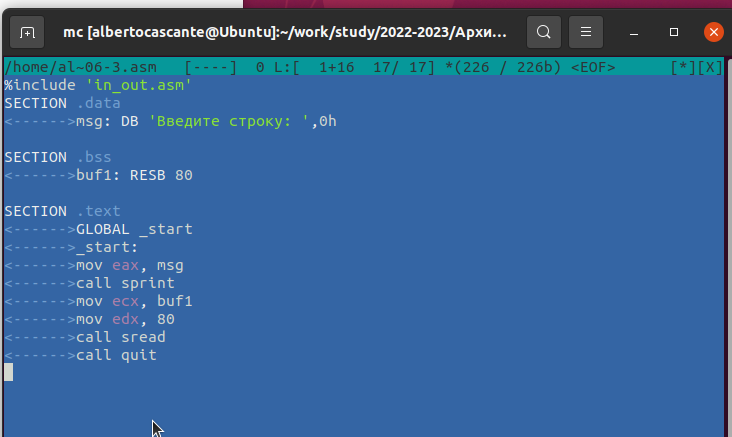 mc [albertocascante@Ubuntu]:~/work/study/2022-2023/Архи...
/home/al~06-3.asm [----] 0 L:[ 1+16 17/ 17] *(226 / 226b) <EOF> [*][X]
%include 'in_out.asm'
SECTION .data
<------>msg: DB 'Введите строку: ',0h
SECTION .bss
<------>buf1: RESB 80
SECTION .text
<------>GLOBAL _start
<------>_start:
<------>mov eax, msg
<------>call sprint
<------>mov ecx, buf1
<------>mov edx, 80
<------>call sread
<------>call quit